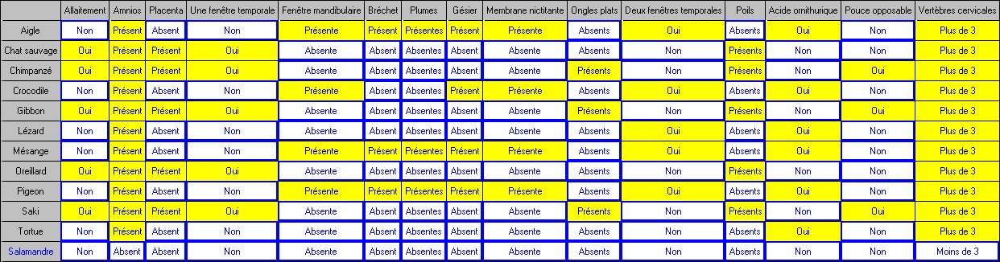 Allaitement Amnios Placenta Une fenêtre temporale Fenêtre mandibulaire Bréchet Plumes Gésier Membrane nictitante Ongles plats Deux fenêtres temporales Poils Acide ornithurique Pouce opposable Vertèbres cervicales
Aigle Non Présent Absent Non Présente Présent Présentes Présent Présente Absents Oui Absents Oui Non Plus de 3
Chat sauvage Oui Présent Présent Oui Absente Absent Absentes Absent Absente Absents Non Présents Non Non Plus de 3
Chimpanzé Oui Présent Présent Oui Absente Absent Absentes Absent Absente Présents Non Présents Non Oui Plus de 3
Crocodile Non Présent Absent Non Présente Absent Absentes Présent Présente Absents Oui Absents Oui Non Plus de 3
Gibbon Oui Présent Présent Oui Absente Absent Absentes Absent Absente Présents Non Présents Non Oui Plus de 3
Lézard Non Présent Absent Non Absente Absent Absentes Absent Absente Absents Oui Absents Oui Non Plus de 3
Mésange Non Présent Absent Non Présente Présent Présentes Présent Présente Absents Oui Absents Oui Non Plus de 3
Oreillard Oui Présent Présent Oui Absente Absent Absentes Absent Absente Absents Non Présents Non Non Plus de 3
Pigeon Non Présent Absent Non Présente Présent Présentes Présent Présente Absents Oui Absents Oui Non Plus de 3
Saki Oui Présent Présent Oui Absente Absent Absentes Absent Absente Présents Non Présents Non Oui Plus de 3
Tortue Non Présent Absent Non Absente Absent Absentes Absent Absente Absents Non Absents Oui Non Plus de 3
Salamandre Non Absent Absent Non Absente Absent Absentes Absent Absente Absents Non Absents Non Non Moins de 3